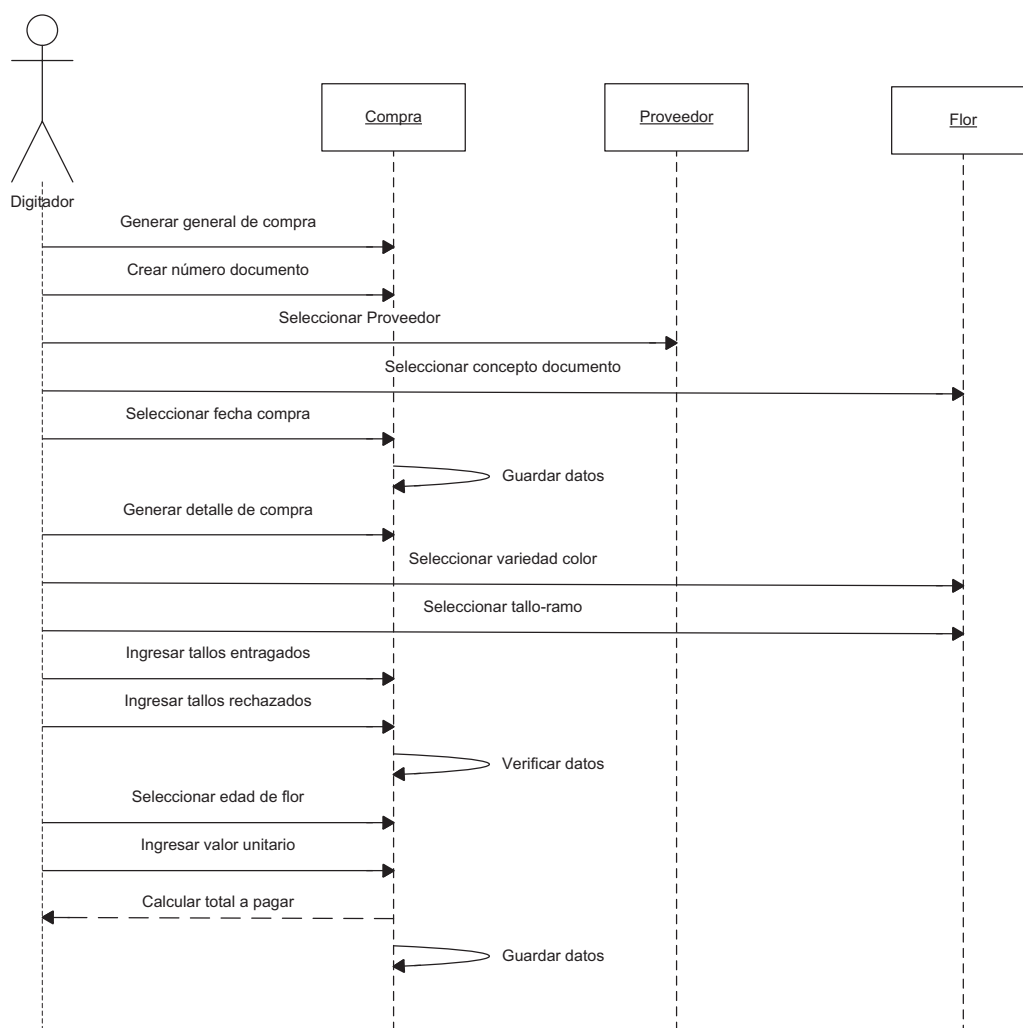 Compra
Proveedor
Flor
Digitador
Generar general de compra
Crear número documento
Seleccionar Proveedor
Seleccionar concepto documento
Seleccionar fecha compra
Guardar datos
Generar detalle de compra
Seleccionar variedad color
Seleccionar tallo-ramo
Ingresar tallos entragados
Ingresar tallos rechazados
Verificar datos
Seleccionar edad de flor
Ingresar valor unitario
Calcular total a pagar
Guardar datos